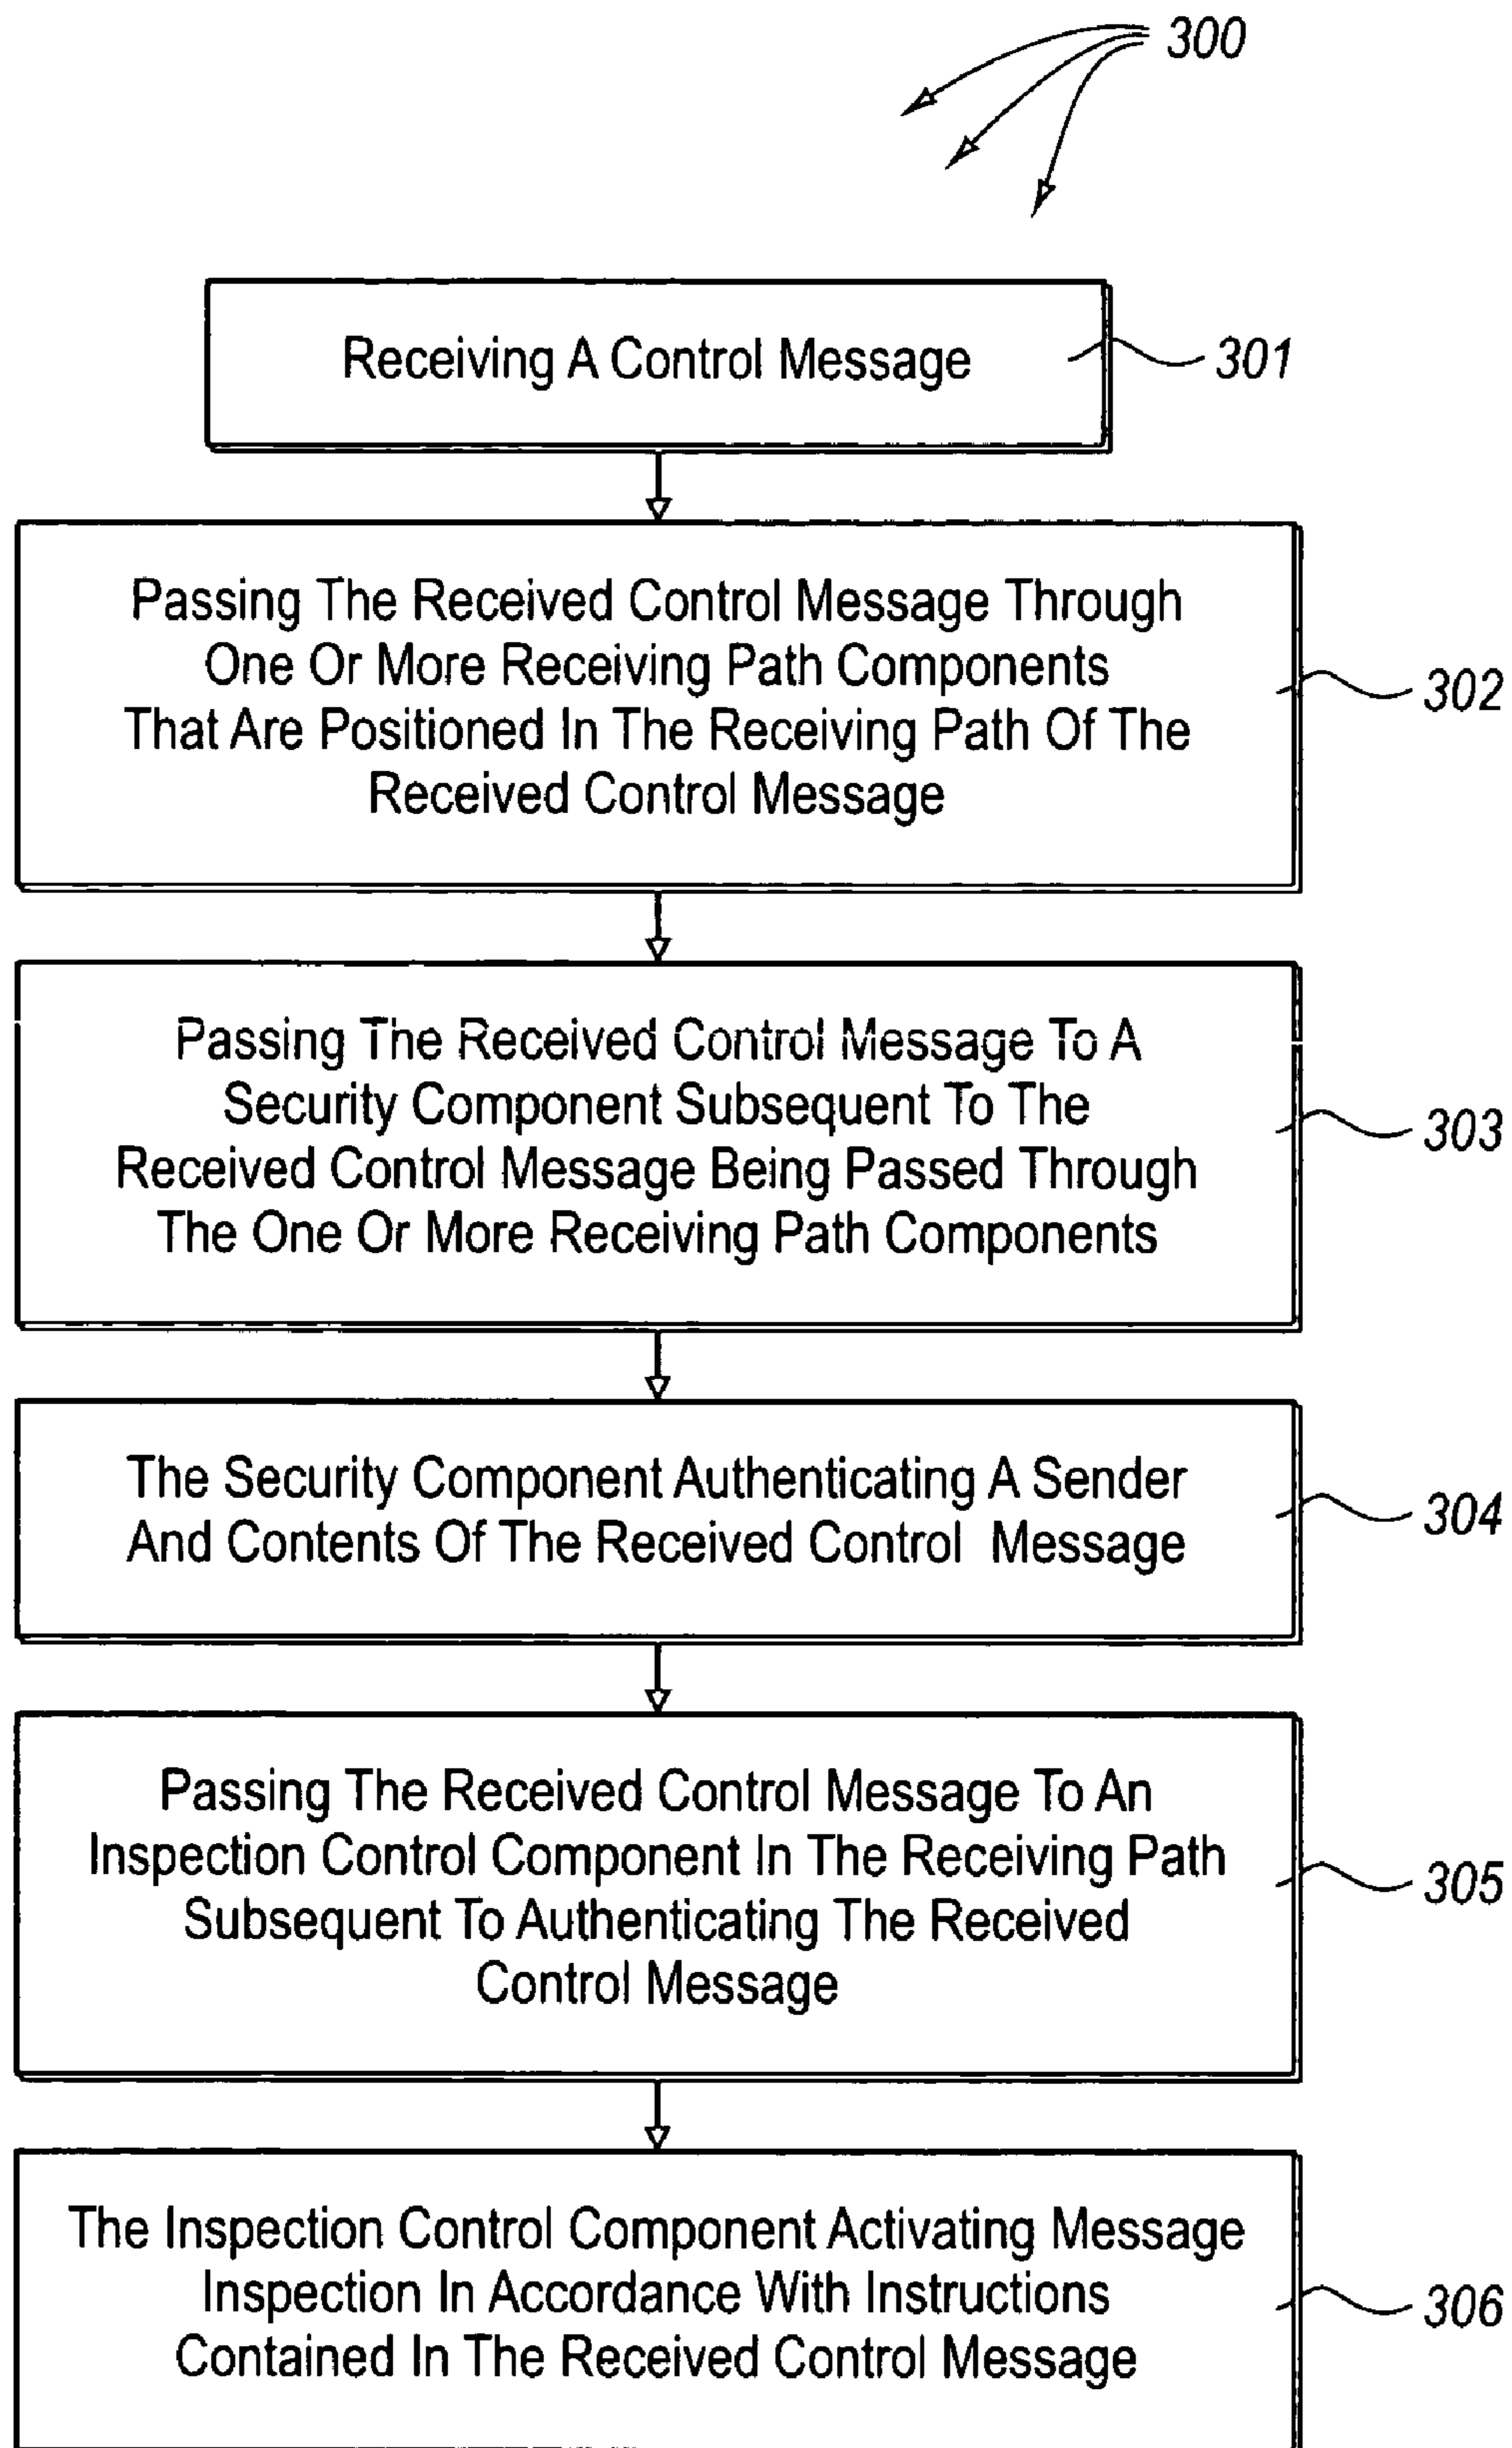 300
Receiving A Control Message
301
Passing The Received Control Message Through
One Or More Receiving Path Components
That Are Positioned In The Receiving Path Of The
Received Control Message
302
Passing The Received Control Message To A
Security Component Subsequent To The
Received Control Message Being Passed Through
The One Or More Receiving Path Components
303
The Security Component Authenticating A Sender
And Contents Of The Received Control Message
304
Passing The Received Control Message To An
Inspection Control Component In The Receiving Path
Subsequent To Authenticating The Received
Control Message
305
The Inspection Control Component Activating Message
Inspection In Accordance With Instructions
Contained In The Received Control Message
306